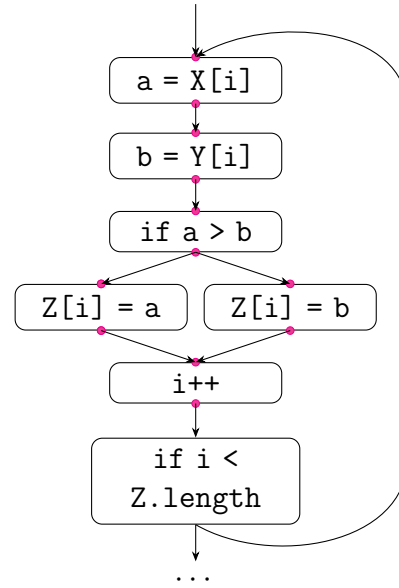 a = X[i]
b = Y[i]
if a > b
Z[i] = a
Z[i] = b
i++
if i <
Z.length
...